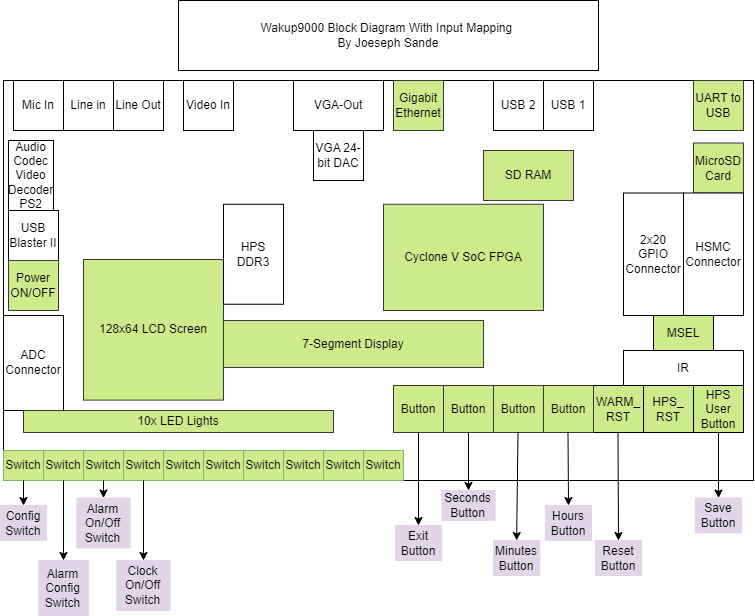 Wakup9000 Block Diagram With Input Mapping
By Joeseph Sande
Mic In
Line in
Line Out
Video In
VGA-Out
Gigabit
Ethernet
USB 2
USB 1
UART to
USB
VGA 24-
bit DAC
Audio
Codec
Video
Decoder
PS2
SD RAM
MicroSD
Card
USB
Blaster II
HPS
DDR3
Cyclone V SoC FPGA
2x20
GPIO
Connector
HSMC
Connector
Power
ON/OFF
128x64 LCD Screen
7-Segment Display
MSEL
ADC
Connector
IR
10x LED Lights
Button
Button
Button
Button
WARM_
RST
HPS_
RST
HPS
User
Button
Switch
Switch
Switch
Switch
Switch
Switch
Switch
Switch
Switch
Switch
Config
Switch
Alarm
On/Off
Switch
Alarm
Config
Switch
Clock
On/Off
Switch
Exit
Button
Seconds
Button
Minutes
Button
Hours
Button
Reset
Button
Save
Button